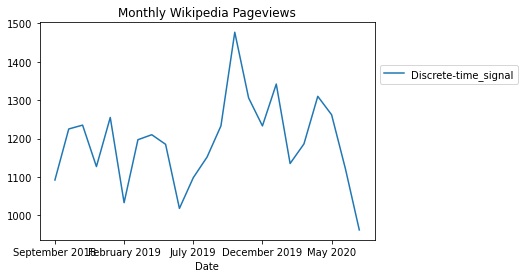 Monthly Wikipedia Pageviews
1500
1400
1300
1200
1100
1000
Discrete-time_signal
September 2018
February 2019
July 2019
December 2019
May 2020
Date